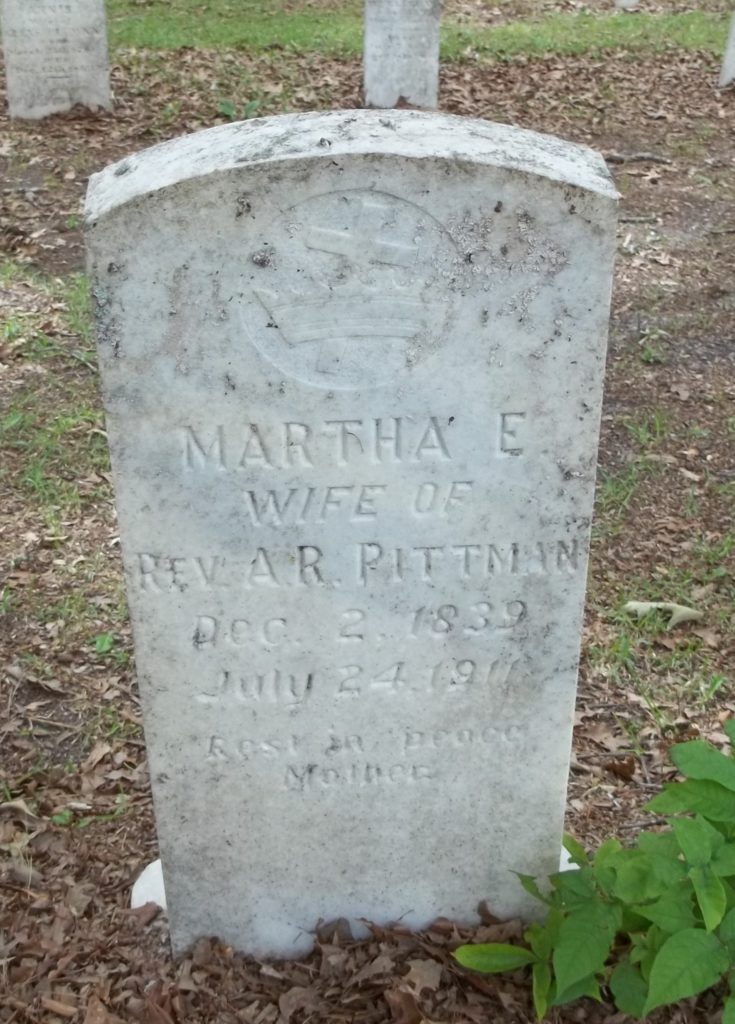 MARTHA E
WIFE OF
REV. A.R. PITTMAN
Dec. 2. 1839
July 24. 1911
Rest in peace
Mother